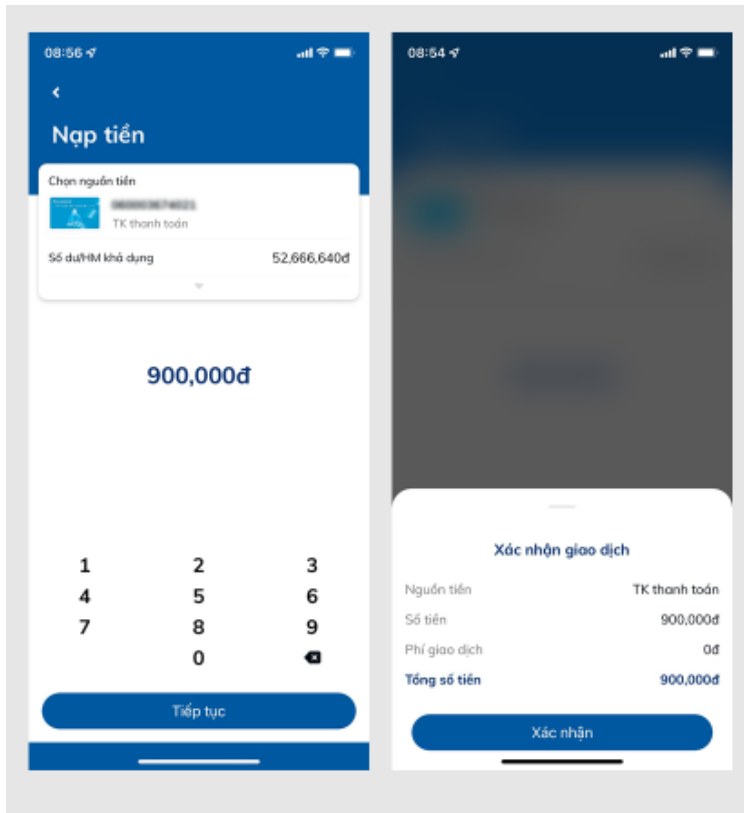 08:56
Nạp tiền
Chọn nguồn tiền
TK thanh toán
Số dư/HM khả dụng 52,666,640đ
900,000đ
1 2 3
4 5 6
7 8 9
0
Tiếp tục
08:54
Xác nhận giao dịch
Nguồn tiền TK thanh toán
Số tiền 900,000đ
Phí giao dịch 0đ
Tổng số tiền 900,000đ
Xác nhận